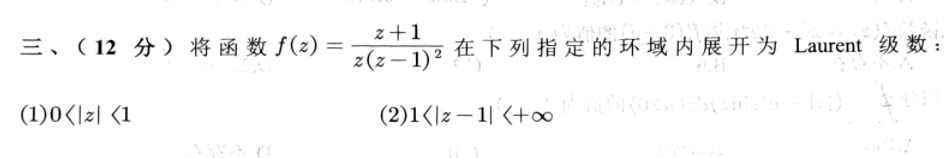 三、(12 分) 将函数 f(z) = \frac{z+1}{z(z-1)^2} 在下列指定的环域内展开为 Laurent 级数：
(1)0<|z|<1 (2)1<|z-1|<+∞